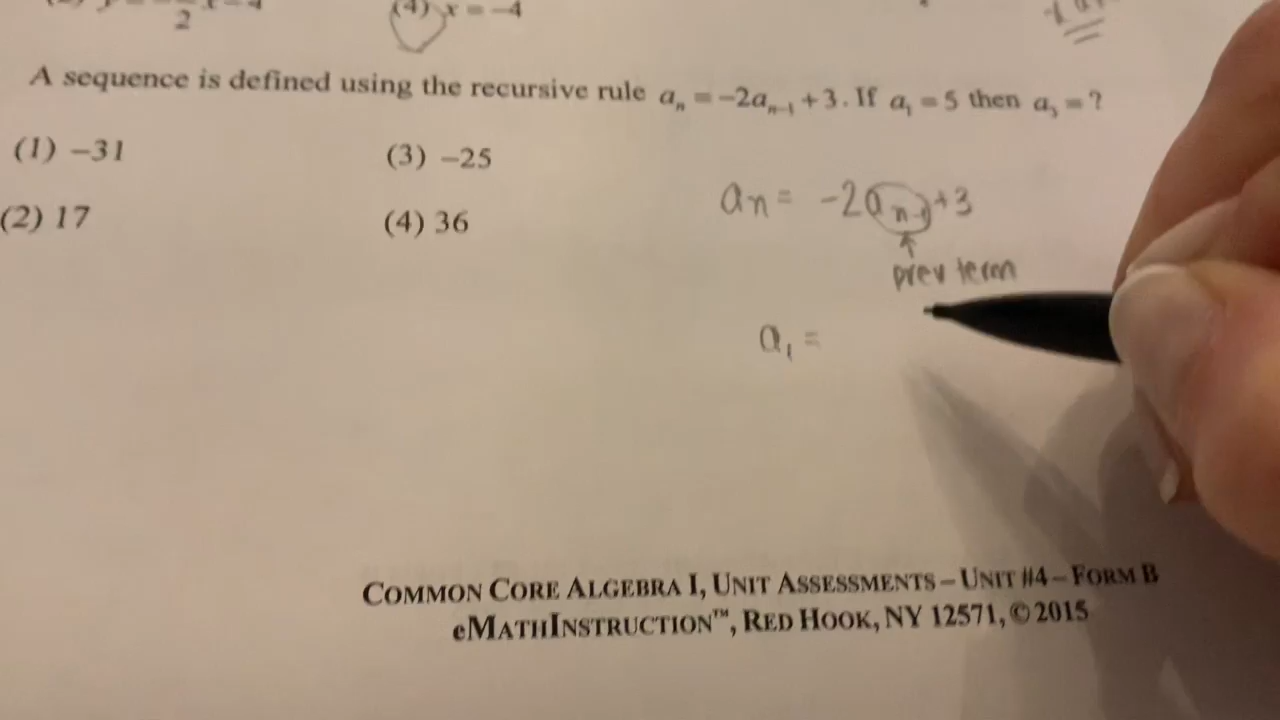 2
(4) x = -4
A sequence is defined using the recursive rule aₙ = -2aₙ₋₁ + 3. If a₁ = 5 then a₃ = ?
(1) -31
(3) -25
(2) 17
(4) 36
an = -2an-1 + 3
prev term
a₁ =
COMMON CORE ALGEBRA I, UNIT ASSESSMENTS – UNIT #4 – FORM B
eMATHINSTRUCTION™, RED HOOK, NY 12571, © 2015